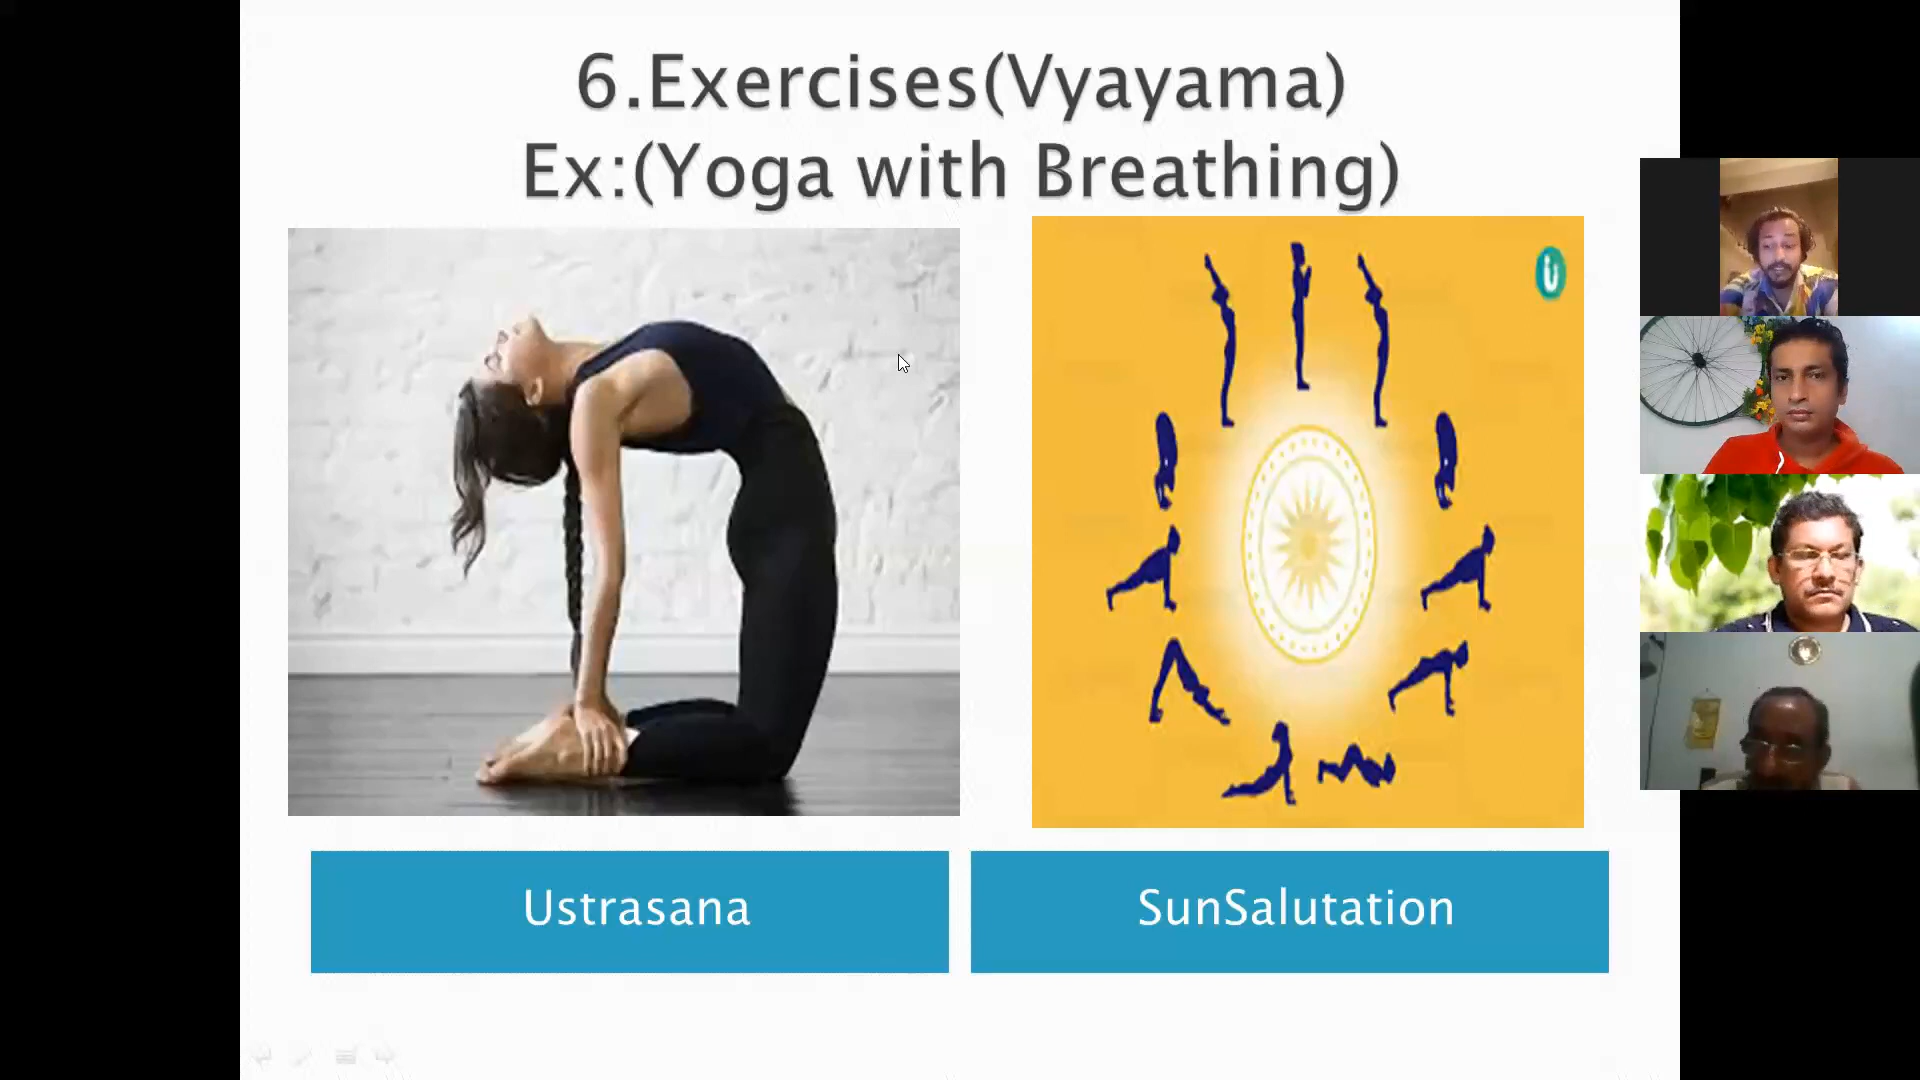 6.Exercises(Vyayama)
Ex:(Yoga with Breathing)
Ustrasana
SunSalutation